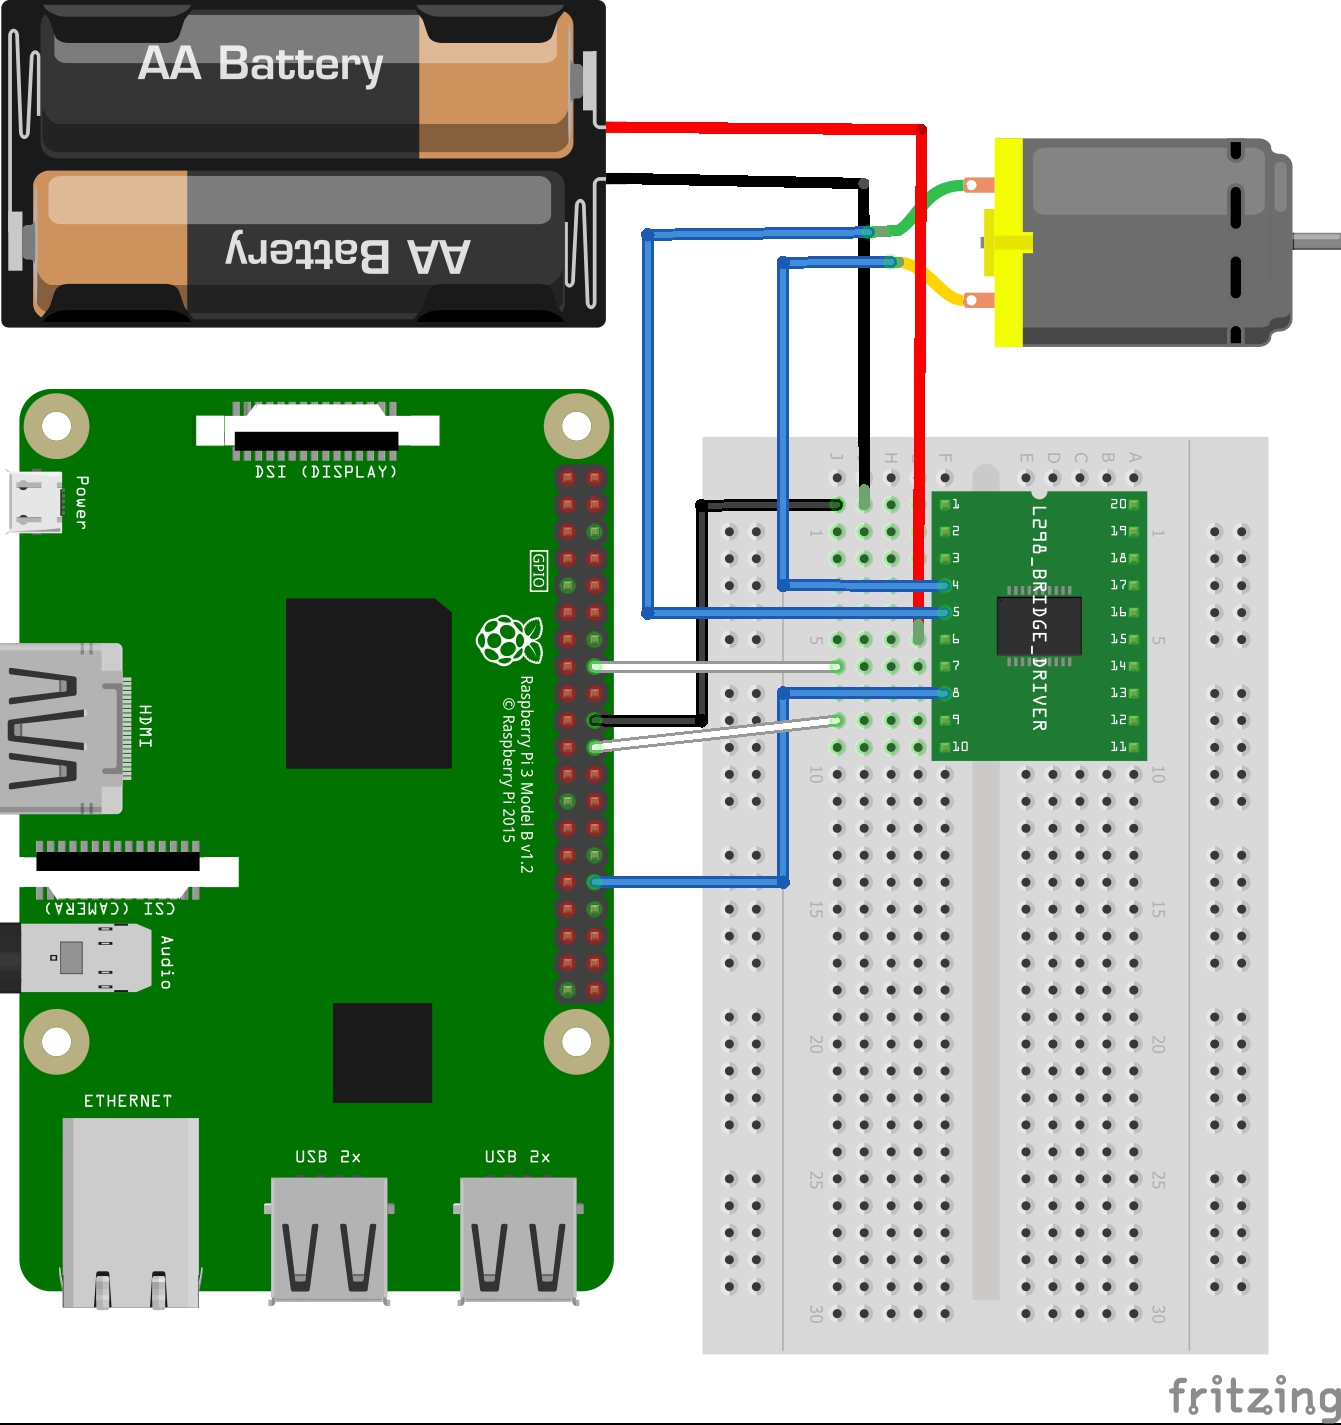 AA Battery
AA Battery
DSI (DISPLAY)
Power
GPIO
HDMI
Raspberry Pi 3 Model B v1.2
© Raspberry Pi 2015
CSI (CAMERA)
Audio
ETHERNET
USB 2x
USB 2x
J H F E D C B A
1 20
2 19
3 18
4 17
5 16
6 15
7 14
8 13
9 12
10 11
L298_BRIDGE_DRIVER
1 1
5 5
10 10
15 15
20 20
25 25
30 30
fritzing